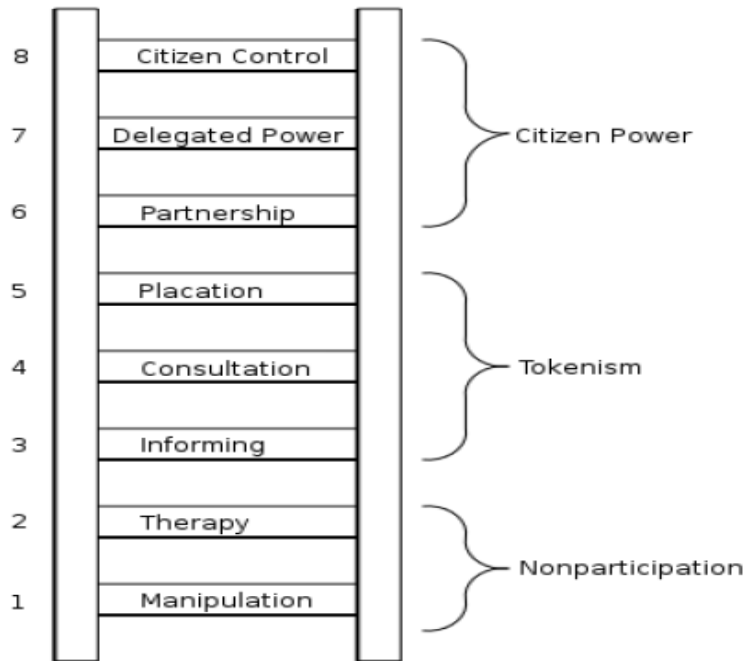 8 Citizen Control
7 Delegated Power Citizen Power
6 Partnership
5 Placation
4 Consultation Tokenism
3 Informing
2 Therapy
Nonparticipation
1 Manipulation